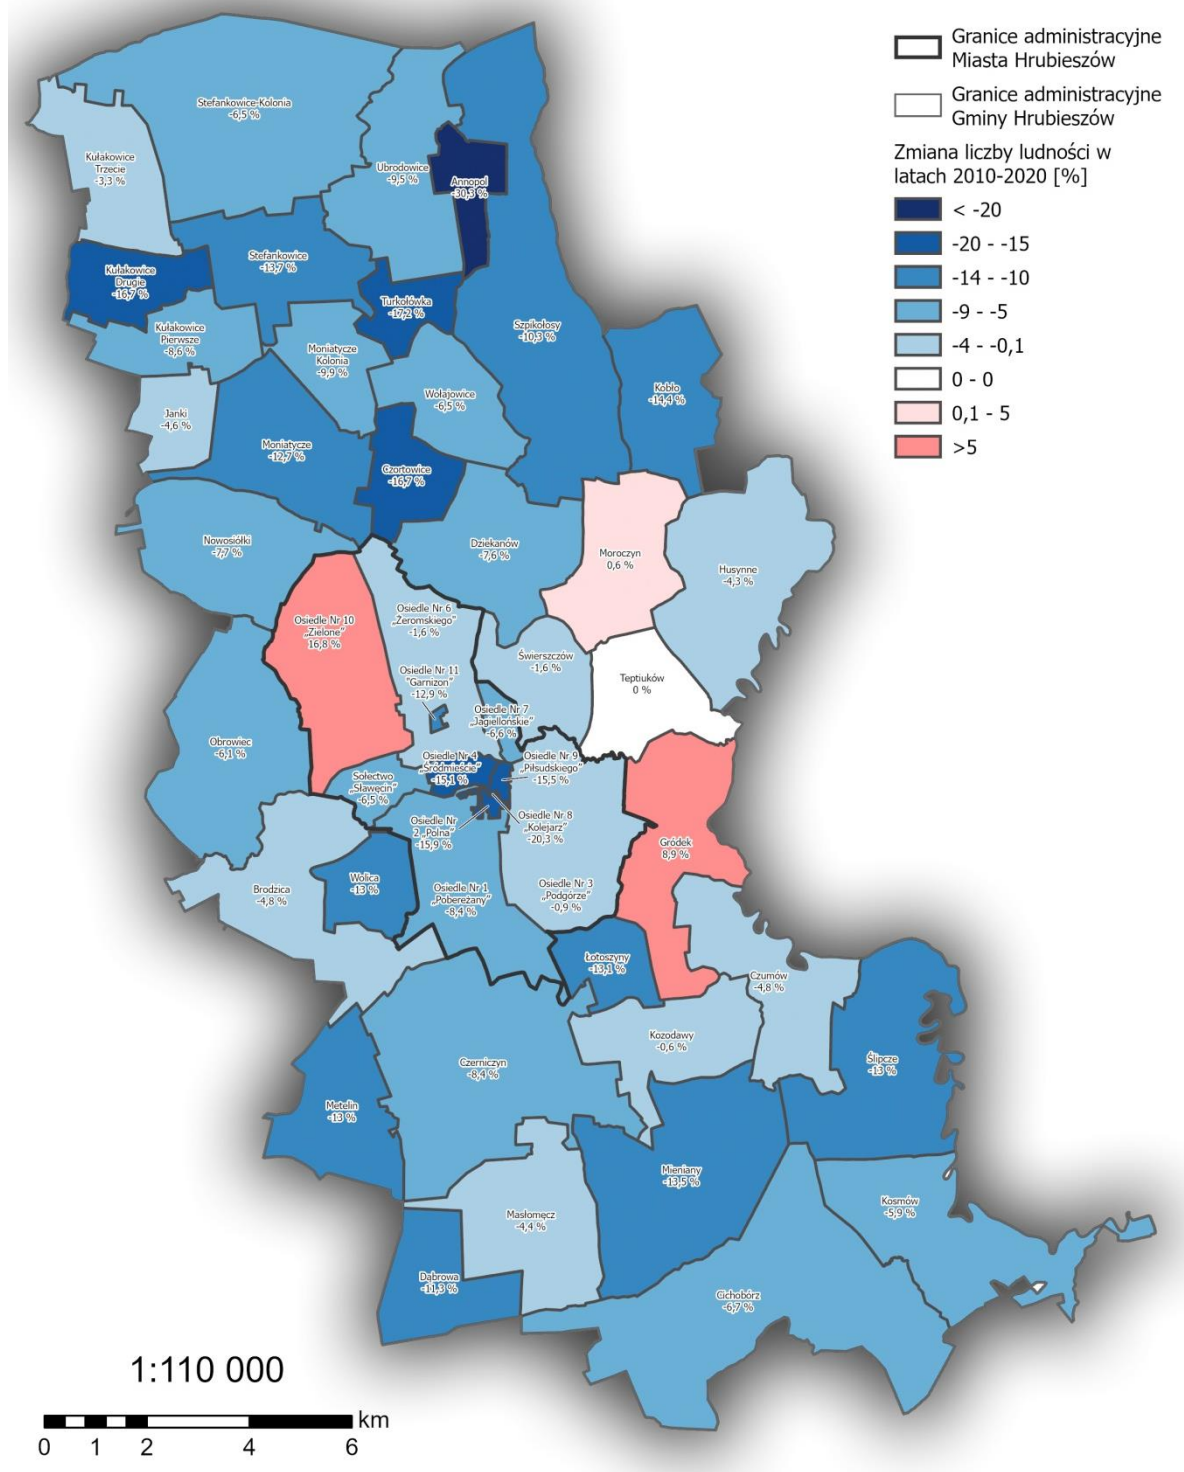 Granice administracyjne
Miasta Hrubieszów
Granice administracyjne
Gminy Hrubieszów
Zmiana liczby ludności w
latach 2010-2020 [%]
< -20
-20 - -15
-14 - -10
-9 - -5
-4 - -0,1
0 - 0
0,1 - 5
>5
Stefankowice-Kolonia
-6,5 %
Kułakowice
Trzecie
-3,3 %
Ubrodowice
-9,5 %
Annopol
-30,3 %
Stefankowice
-13,7 %
Kułakowice
Drugie
-16,7 %
Turkołówka
-17,2 %
Szpikołosy
-10,3 %
Kułakowice
Pierwsze
-8,6 %
Moniatycze
Kolonia
-9,9 %
Wołajowice
-6,5 %
Kobło
-14,4 %
Janki
-4,6 %
Moniatycze
-12,7 %
Czortowice
-16,7 %
Nowosiółki
-7,7 %
Dziekanów
-7,6 %
Moroczyn
0,6 %
Husynne
-4,3 %
Osiedle Nr 10
„Zielone”
16,8 %
Osiedle Nr 6
„Żeromskiego”
-1,6 %
Osiedle Nr 11
"Garnizon"
-12,9 %
Świerszczów
-1,6 %
Teptiuków
0 %
Osiedle Nr 7
„Jagiellońskie”
-6,6 %
Obrowiec
-6,1 %
Sołectwo
„Sławęcin”
-6,5 %
Osiedle Nr 4
„Śródmieście”
-15,1 %
Osiedle Nr 9
„Piłsudskiego”
-15,5 %
Osiedle Nr
2 „Polna”
-15,9 %
Osiedle Nr 8
„Kolejarz”
-20,3 %
Gródek
8,9 %
Brodzica
-4,8 %
Wolica
-13 %
Osiedle Nr 1
„Pobereżany”
-8,4 %
Osiedle Nr 3
„Podgórze”
-0,9 %
Łotoszyny
-13,1 %
Czumów
-4,8 %
Kozodawy
-0,6 %
Czerniczyn
-8,4 %
Ślipcze
-13 %
Metelin
-13 %
Mieniany
-13,5 %
Masłomęcz
-4,4 %
Kosmów
-5,9 %
Dąbrowa
-11,3 %
Cichobórz
-6,7 %
1:110 000
km
0 1 2 4 6